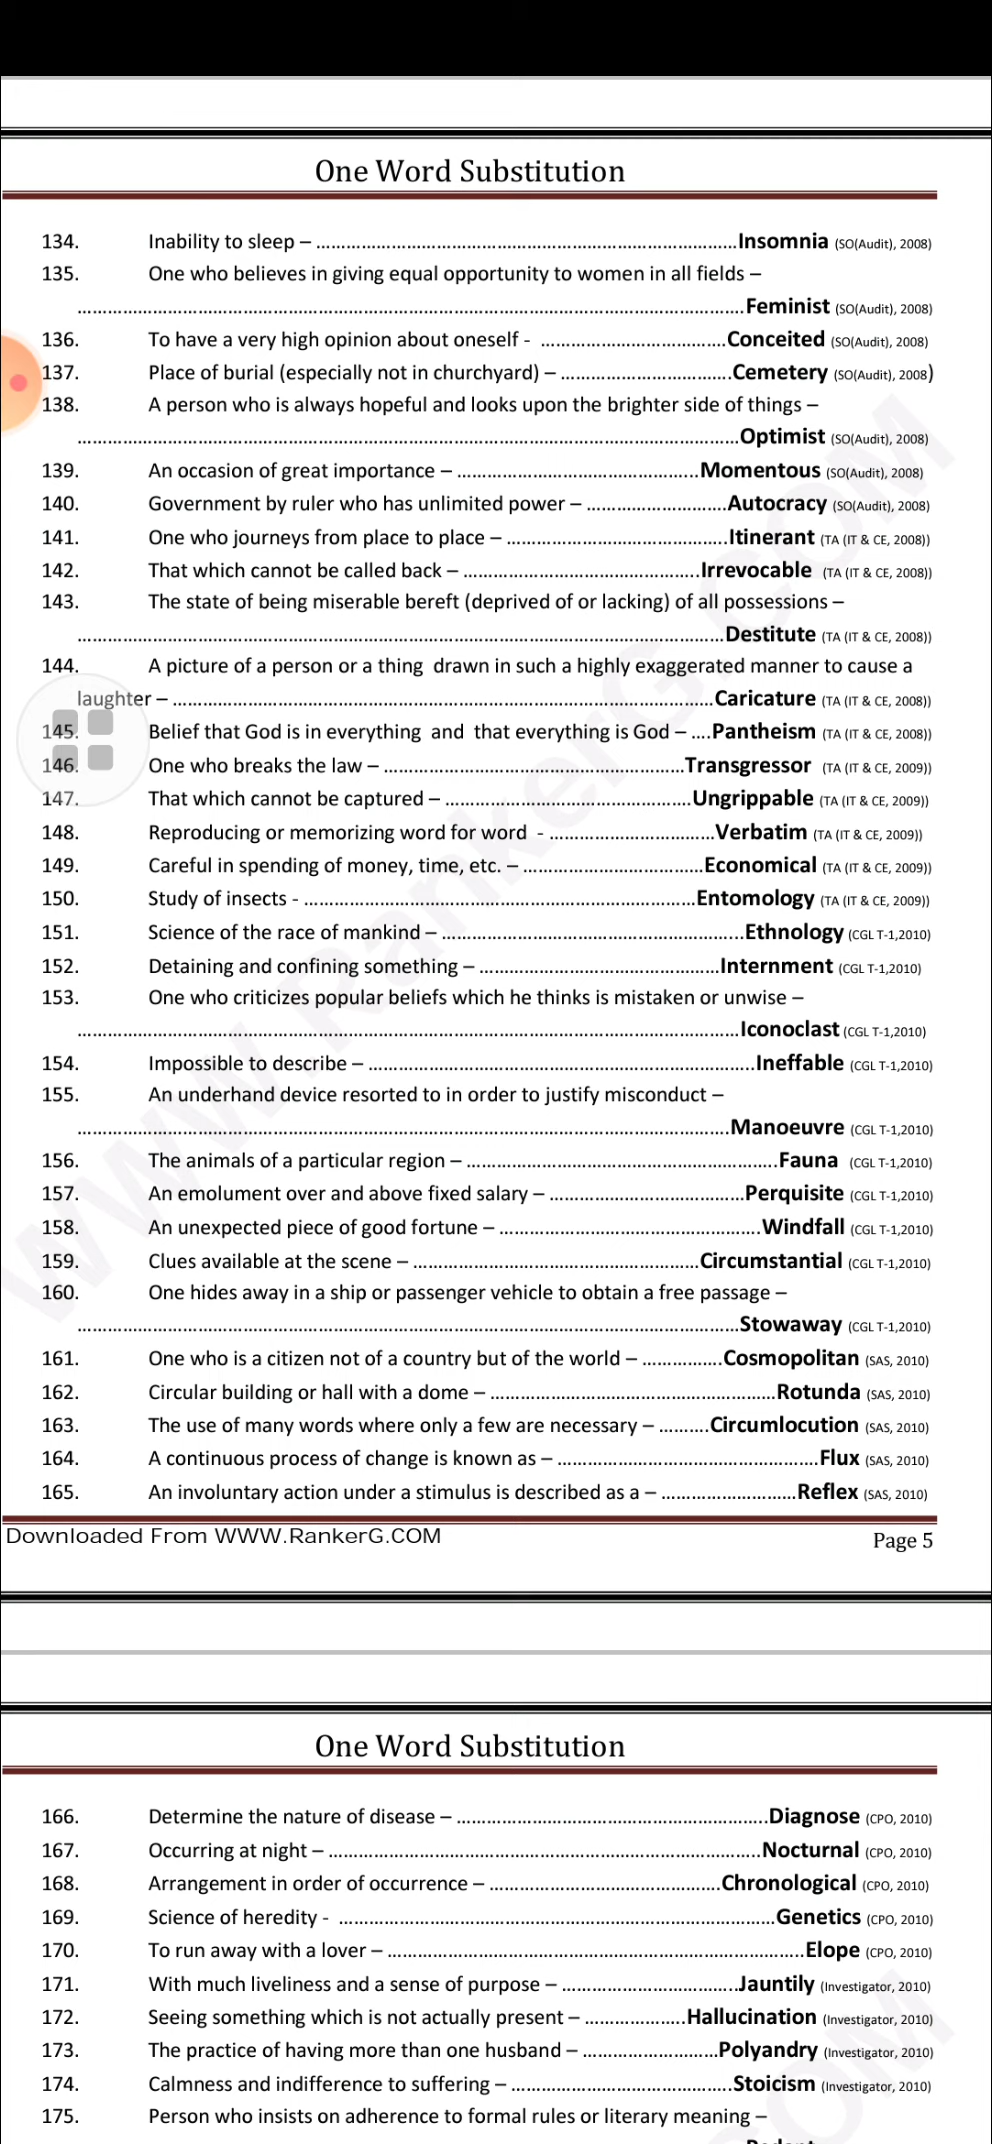 One Word Substitution
134. Inability to sleep – ........................................................................Insomnia (SO(Audit), 2008)
135. One who believes in giving equal opportunity to women in all fields –
..................................................................................................................Feminist (SO(Audit), 2008)
136. To have a very high opinion about oneself - ................................Conceited (SO(Audit), 2008)
137. Place of burial (especially not in churchyard) – ..............................Cemetery (SO(Audit), 2008)
138. A person who is always hopeful and looks upon the brighter side of things –
.................................................................................................................Optimist (SO(Audit), 2008)
139. An occasion of great importance – .........................................Momentous (SO(Audit), 2008)
140. Government by ruler who has unlimited power – ........................Autocracy (SO(Audit), 2008)
141. One who journeys from place to place – ......................................Itinerant (TA (IT & CE, 2008))
142. That which cannot be called back – ........................................Irrevocable (TA (IT & CE, 2008))
143. The state of being miserable bereft (deprived of or lacking) of all possessions –
..............................................................................................................Destitute (TA (IT & CE, 2008))
144. A picture of a person or a thing drawn in such a highly exaggerated manner to cause a
laughter – ............................................................................................Caricature (TA (IT & CE, 2008))
145. Belief that God is in everything and that everything is God – ....Pantheism (TA (IT & CE, 2008))
146. One who breaks the law – ...................................................Transgressor (TA (IT & CE, 2009))
147. That which cannot be captured – ..........................................Ungrippable (TA (IT & CE, 2009))
148. Reproducing or memorizing word for word - ............................Verbatim (TA (IT & CE, 2009))
149. Careful in spending of money, time, etc. – ...............................Economical (TA (IT & CE, 2009))
150. Study of insects - ...................................................................Entomology (TA (IT & CE, 2009))
151. Science of the race of mankind – ....................................................Ethnology (CGL T-1,2010)
152. Detaining and confining something – .........................................Internment (CGL T-1,2010)
153. One who criticizes popular beliefs which he thinks is mistaken or unwise –
.................................................................................................................Iconoclast (CGL T-1,2010)
154. Impossible to describe – ..................................................................Ineffable (CGL T-1,2010)
155. An underhand device resorted to in order to justify misconduct –
...............................................................................................................Manoeuvre (CGL T-1,2010)
156. The animals of a particular region – .....................................................Fauna (CGL T-1,2010)
157. An emolument over and above fixed salary – ..................................Perquisite (CGL T-1,2010)
158. An unexpected piece of good fortune – .............................................Windfall (CGL T-1,2010)
159. Clues available at the scene – .................................................Circumstantial (CGL T-1,2010)
160. One hides away in a ship or passenger vehicle to obtain a free passage –
.................................................................................................................Stowaway (CGL T-1,2010)
161. One who is a citizen not of a country but of the world – ..............Cosmopolitan (SAS, 2010)
162. Circular building or hall with a dome – .................................................Rotunda (SAS, 2010)
163. The use of many words where only a few are necessary – .........Circumlocution (SAS, 2010)
164. A continuous process of change is known as – .............................................Flux (SAS, 2010)
165. An involuntary action under a stimulus is described as a – .......................Reflex (SAS, 2010)
Downloaded From WWW.RankerG.COM
Page 5
One Word Substitution
166. Determine the nature of disease – .....................................................Diagnose (CPO, 2010)
167. Occurring at night – ..........................................................................Nocturnal (CPO, 2010)
168. Arrangement in order of occurrence – .......................................Chronological (CPO, 2010)
169. Science of heredity - ..........................................................................Genetics (CPO, 2010)
170. To run away with a lover – .......................................................................Elope (CPO, 2010)
171. With much liveliness and a sense of purpose – ..............................Jauntily (Investigator, 2010)
172. Seeing something which is not actually present – ..................Hallucination (Investigator, 2010)
173. The practice of having more than one husband – .......................Polyandry (Investigator, 2010)
174. Calmness and indifference to suffering – ......................................Stoicism (Investigator, 2010)
175. Person who insists on adherence to formal rules or literary meaning –
WWW.RankerG.COM